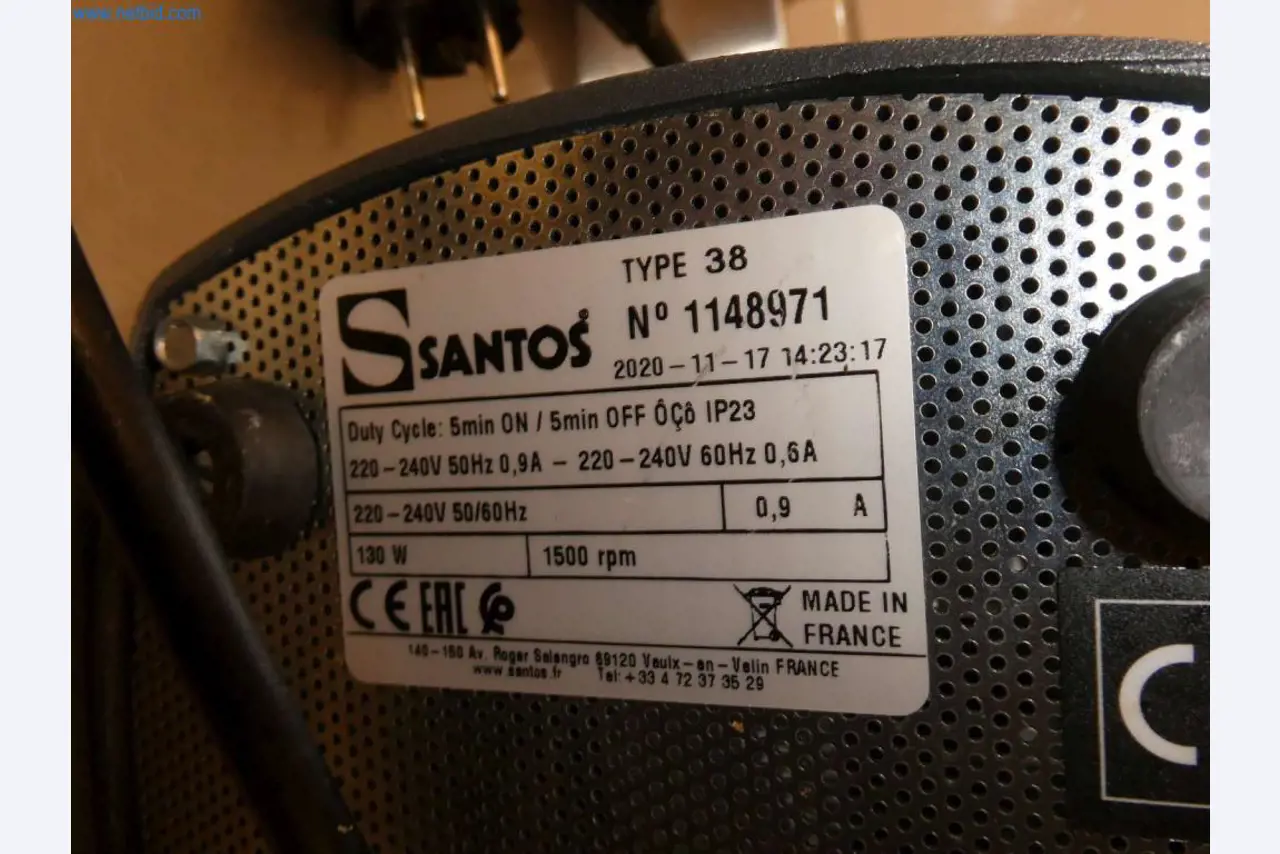 www.netbid.com
TYPE 38
SANTOS®
Nº 1148971
2020-11-17 14:23:17
Duty Cycle: 5min ON / 5min OFF ÔÇô IP23
220-240V 50Hz 0,9A - 220-240V 60Hz 0,6A
220-240V 50/60Hz 0,9 A
130 W 1500 rpm
CE EAC
MADE IN
FRANCE
140-150 Av. Roger Salengro 69120 Vaulx-en-Velin FRANCE
www.santos.fr Tel: +33 4 72 37 35 29
C